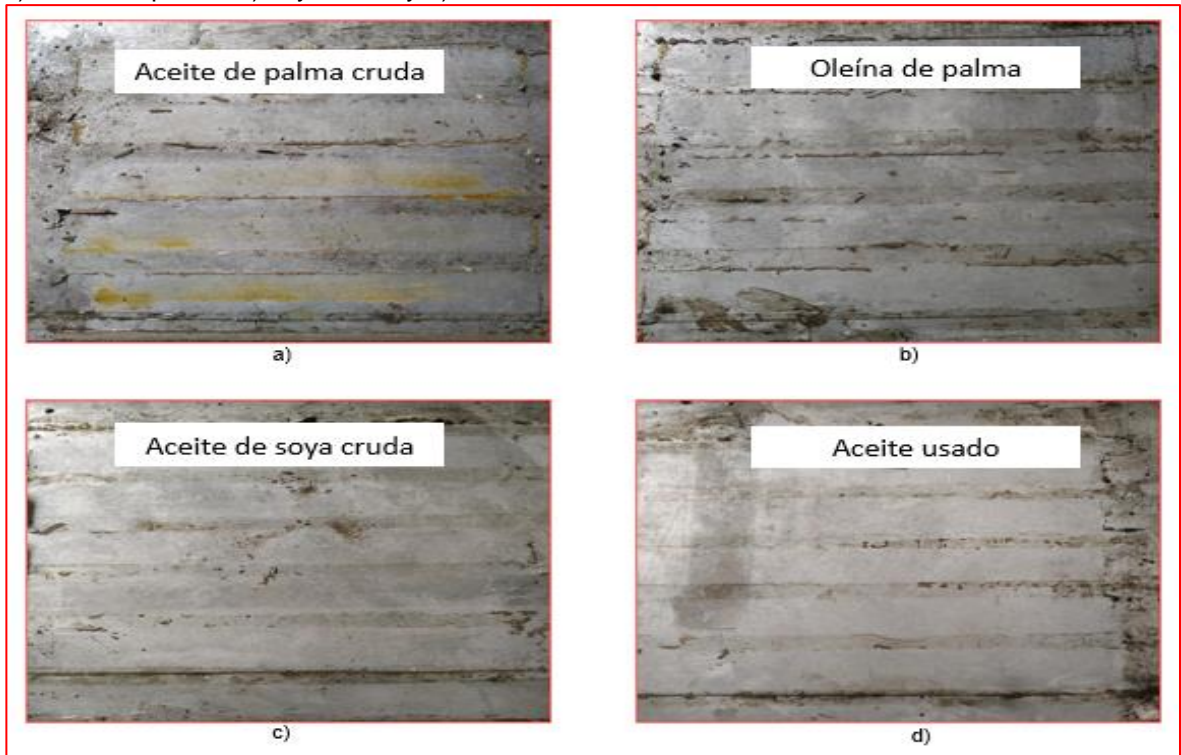 Aceite de palma cruda
Oleína de palma
a)
b)
Aceite de soya cruda
Aceite usado
c)
d)